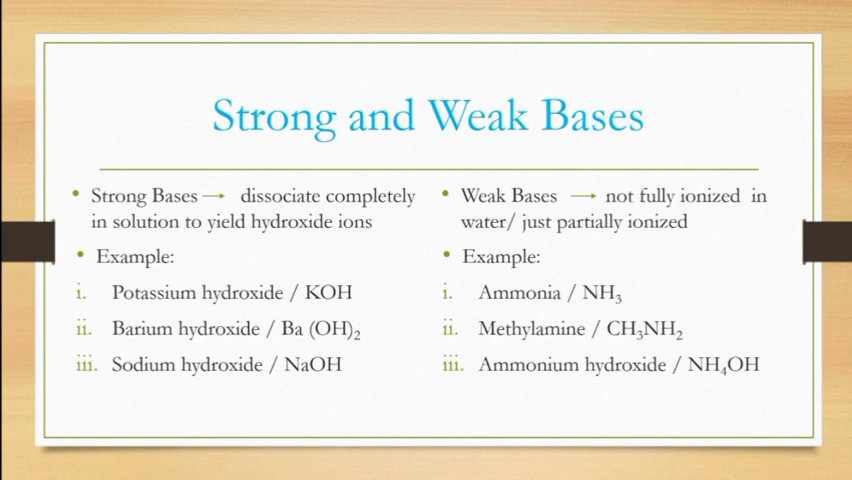 Strong and Weak Bases
• Strong Bases → dissociate completely
in solution to yield hydroxide ions
• Example:
i. Potassium hydroxide / KOH
ii. Barium hydroxide / Ba (OH)₂
iii. Sodium hydroxide / NaOH
• Weak Bases → not fully ionized in
water/ just partially ionized
• Example:
i. Ammonia / NH₃
ii. Methylamine / CH₃NH₂
iii. Ammonium hydroxide / NH₄OH